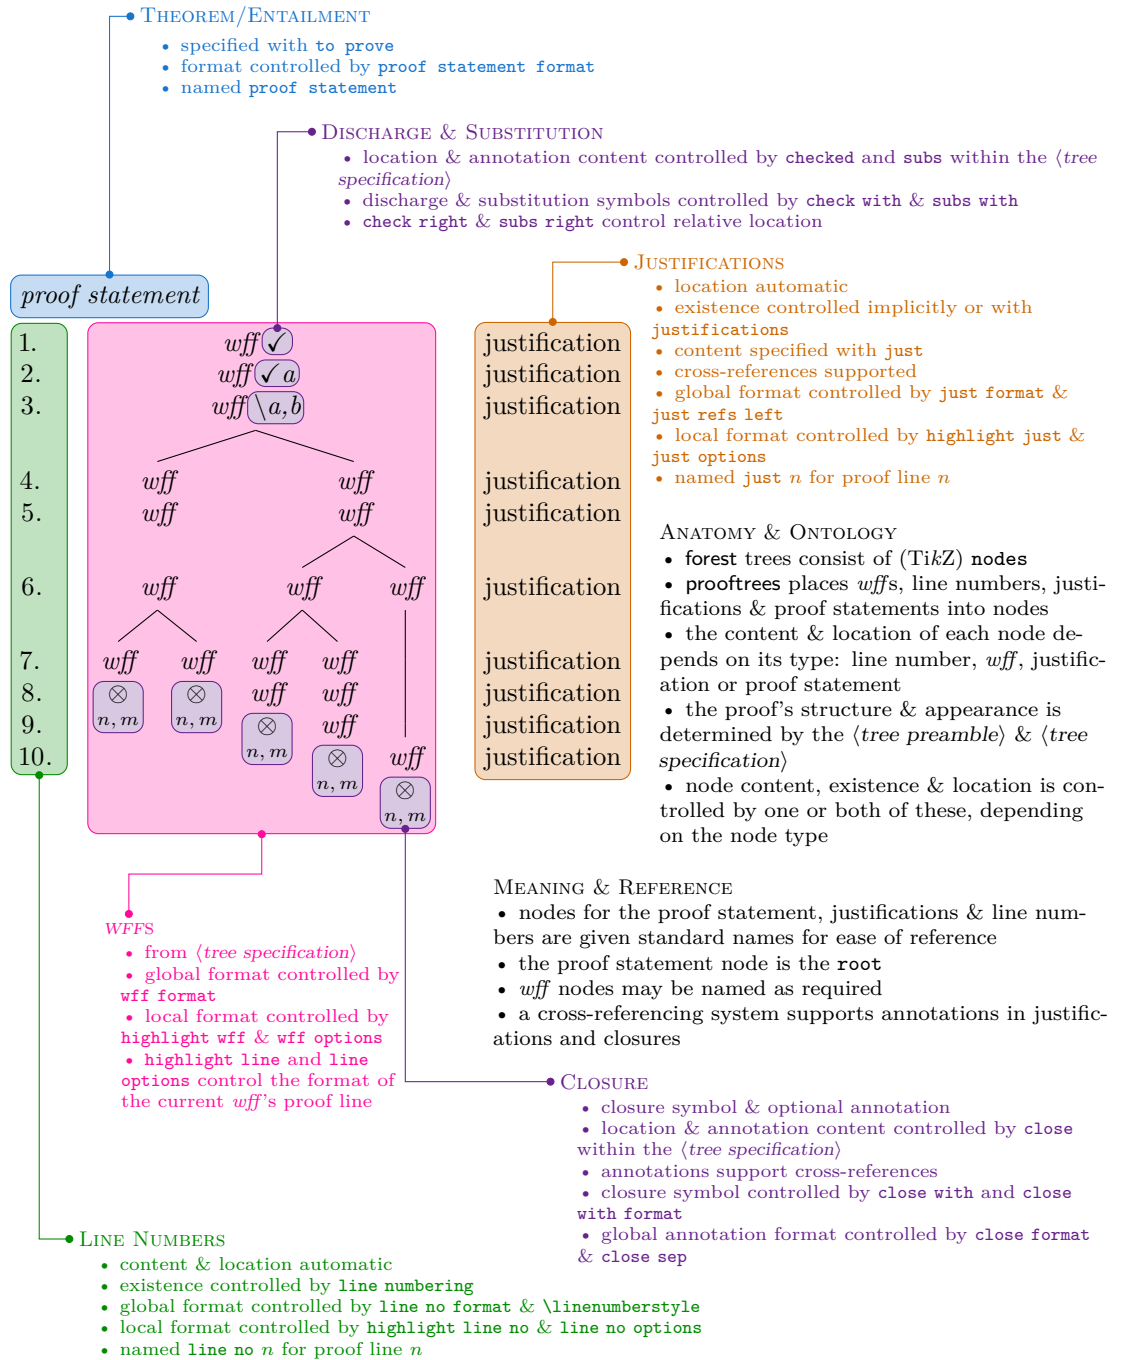 THEOREM/ENTAILMENT
• specified with to prove
• format controlled by proof statement format
• named proof statement
DISCHARGE & SUBSTITUTION
• location & annotation content controlled by checked and subs within the ⟨tree
specification⟩
• discharge & substitution symbols controlled by check with & subs with
• check right & subs right control relative location
proof statement
1. wff ✓ justification
2. wff ✓ a justification
3. wff \a,b justification
4. wff wff justification
5. wff wff justification
6. wff wff wff justification
7. wff wff wff wff justification
8. ⊗ ⊗ wff wff justification
n, m n, m
9. ⊗ wff justification
n, m
10. ⊗ wff justification
n, m
⊗
n, m
JUSTIFICATIONS
• location automatic
• existence controlled implicitly or with
justifications
• content specified with just
• cross-references supported
• global format controlled by just format &
just refs left
• local format controlled by highlight just &
just options
• named just n for proof line n
ANATOMY & ONTOLOGY
• forest trees consist of (TikZ) nodes
• prooftrees places wffs, line numbers, justi-
fications & proof statements into nodes
• the content & location of each node de-
pends on its type: line number, wff, justific-
ation or proof statement
• the proof's structure & appearance is
determined by the ⟨tree preamble⟩ & ⟨tree
specification⟩
• node content, existence & location is con-
trolled by one or both of these, depending
on the node type
MEANING & REFERENCE
• nodes for the proof statement, justifications & line num-
bers are given standard names for ease of reference
• the proof statement node is the root
• wff nodes may be named as required
• a cross-referencing system supports annotations in justific-
ations and closures
WFFS
• from ⟨tree specification⟩
• global format controlled by
wff format
• local format controlled by
highlight wff & wff options
• highlight line and line
options control the format of
the current wff's proof line
CLOSURE
• closure symbol & optional annotation
• location & annotation content controlled by close
within the ⟨tree specification⟩
• annotations support cross-references
• closure symbol controlled by close with and close
with format
• global annotation format controlled by close format
& close sep
LINE NUMBERS
• content & location automatic
• existence controlled by line numbering
• global format controlled by line no format & \linenumberstyle
• local format controlled by highlight line no & line no options
• named line no n for proof line n